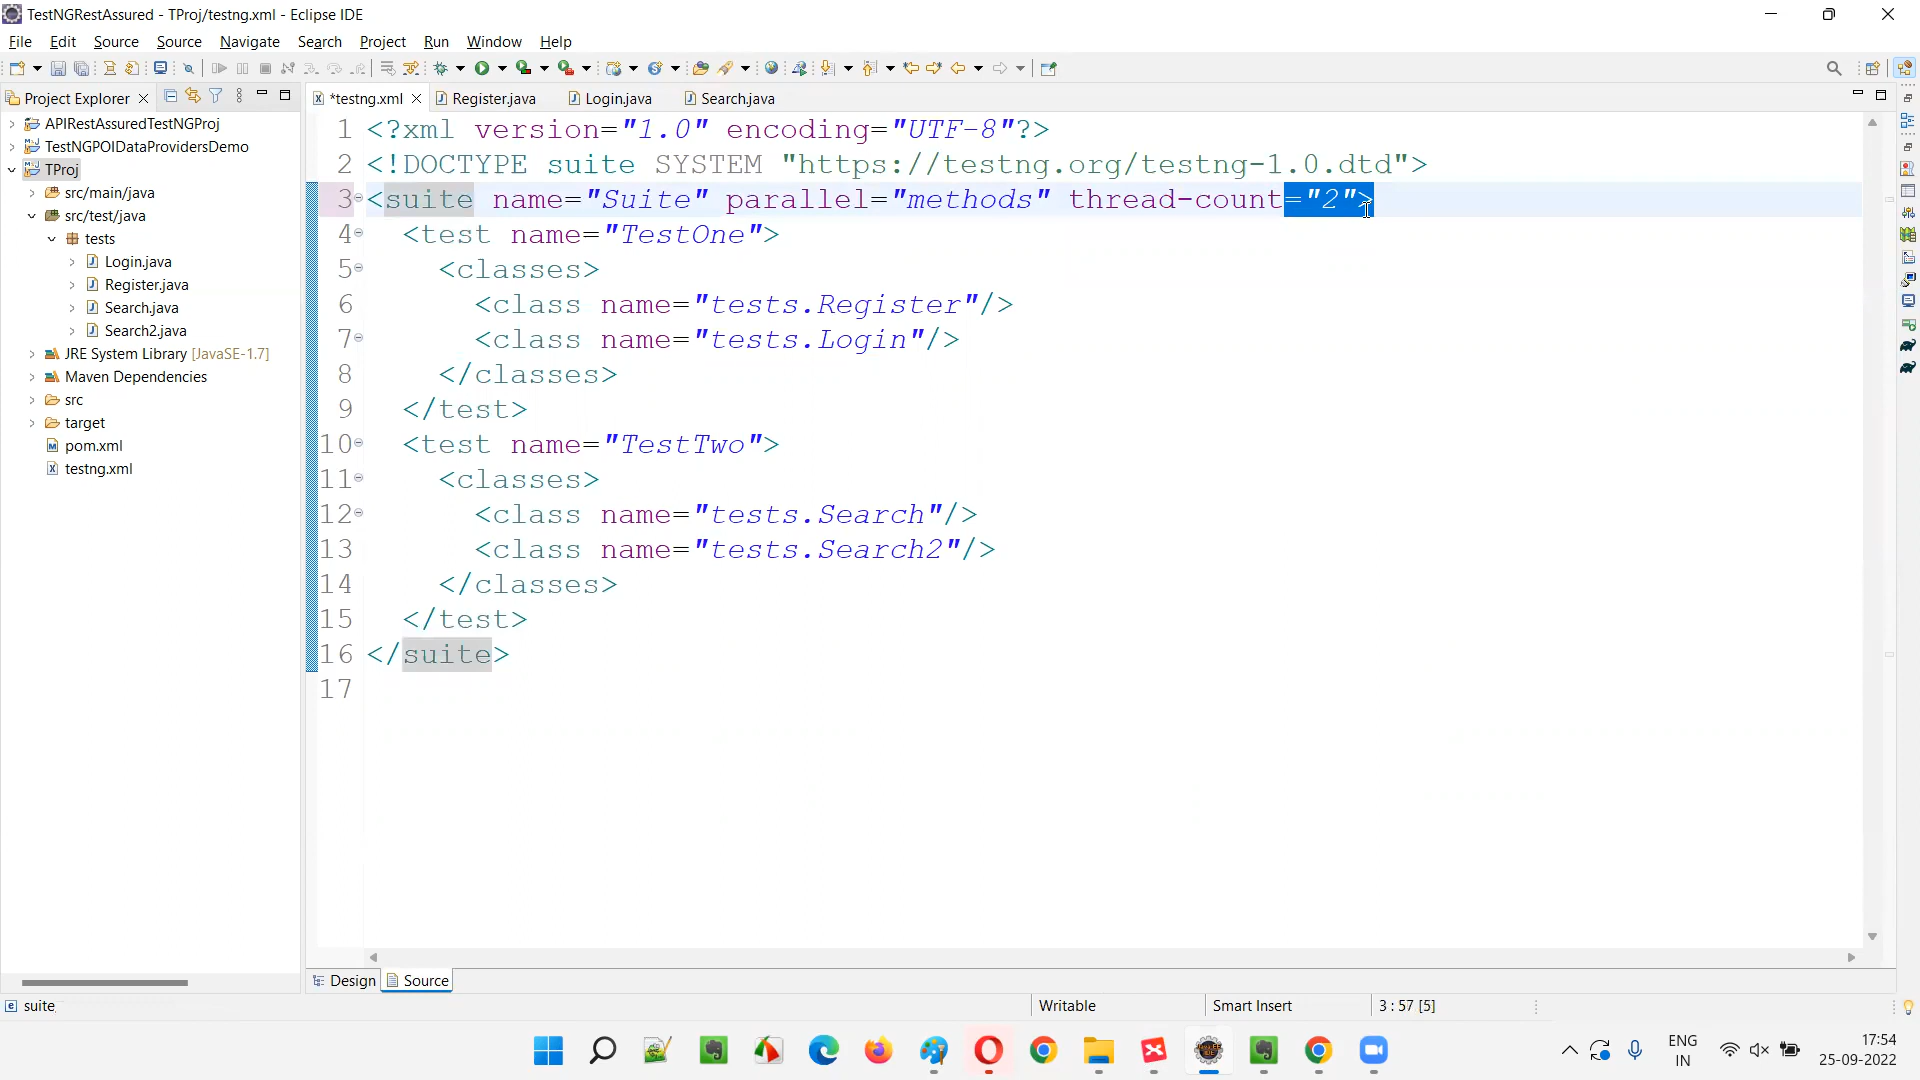 TestNGRestAssured - TProj/testng.xml - Eclipse IDE
File Edit Source Source Navigate Search Project Run Window Help
Project Explorer
*testng.xml Register.java Login.java Search.java
APIRestAssuredTestNGProj
TestNGPOIDataProvidersDemo
TProj
src/main/java
src/test/java
tests
Login.java
Register.java
Search.java
Search2.java
JRE System Library [JavaSE-1.7]
Maven Dependencies
src
target
pom.xml
testng.xml
1 <?xml version="1.0" encoding="UTF-8"?>
2 <!DOCTYPE suite SYSTEM "https://testng.org/testng-1.0.dtd">
3 <suite name="Suite" parallel="methods" thread-count="2">
4 <test name="TestOne">
5 <classes>
6 <class name="tests.Register"/>
7 <class name="tests.Login"/>
8 </classes>
9 </test>
10 <test name="TestTwo">
11 <classes>
12 <class name="tests.Search"/>
13 <class name="tests.Search2"/>
14 </classes>
15 </test>
16 </suite>
17
Design Source
suite Writable Smart Insert 3 : 57 [5]
ENG
IN
17:54
25-09-2022